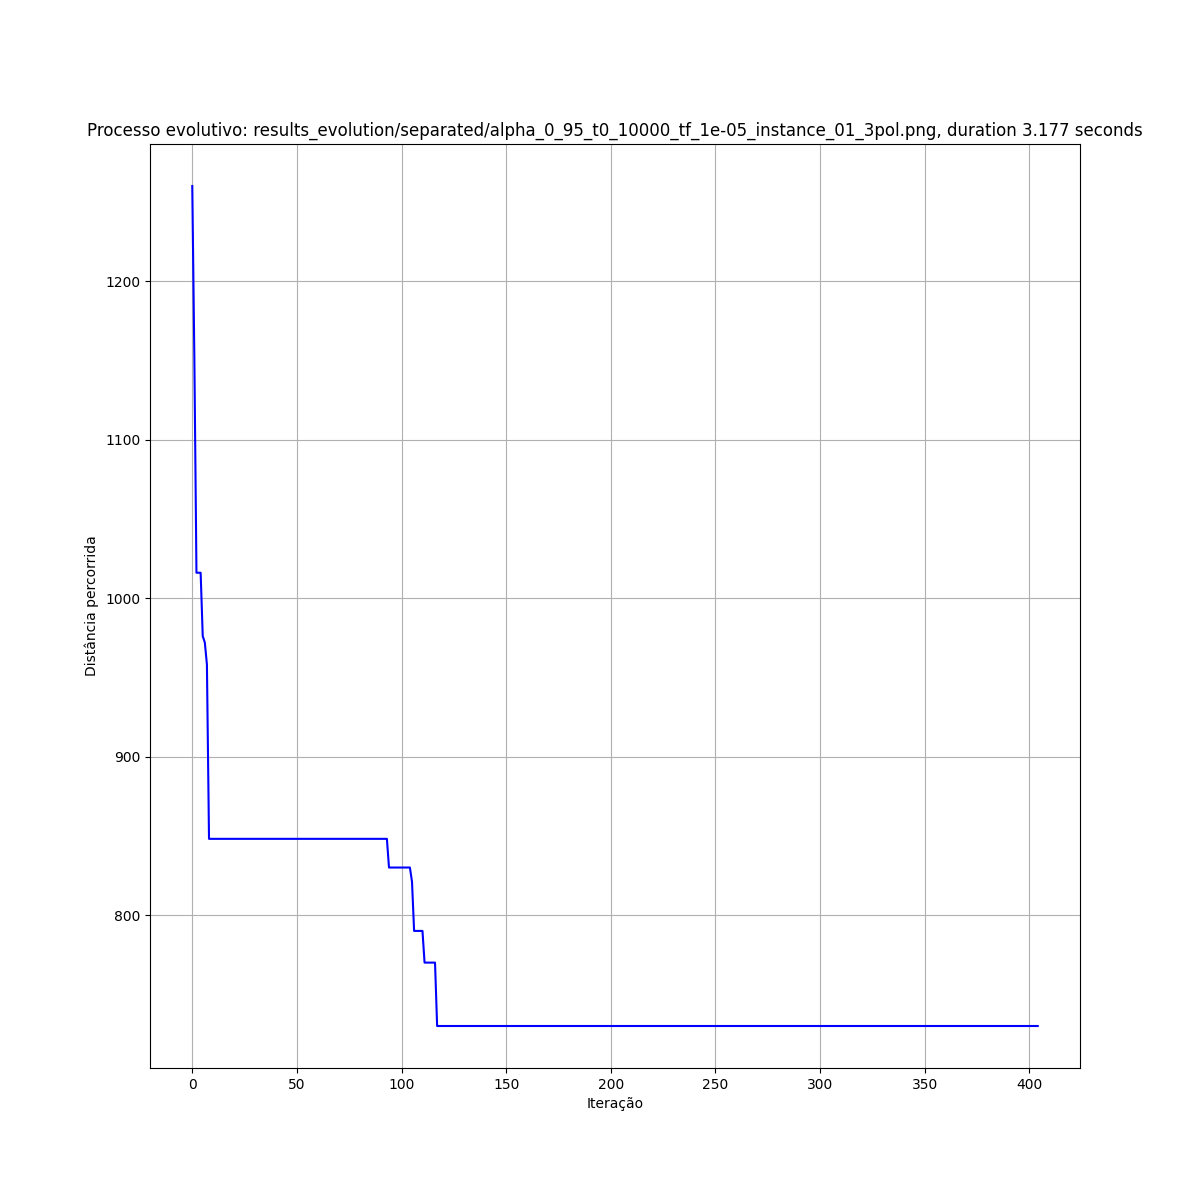 Processo evolutivo: results_evolution/separated/alpha_0_95_t0_10000_tf_1e-05_instance_01_3pol.png, duration 3.177 seconds
1200
1100
1000
900
800
Distância percorrida
0 50 100 150 200 250 300 350 400
Iteração